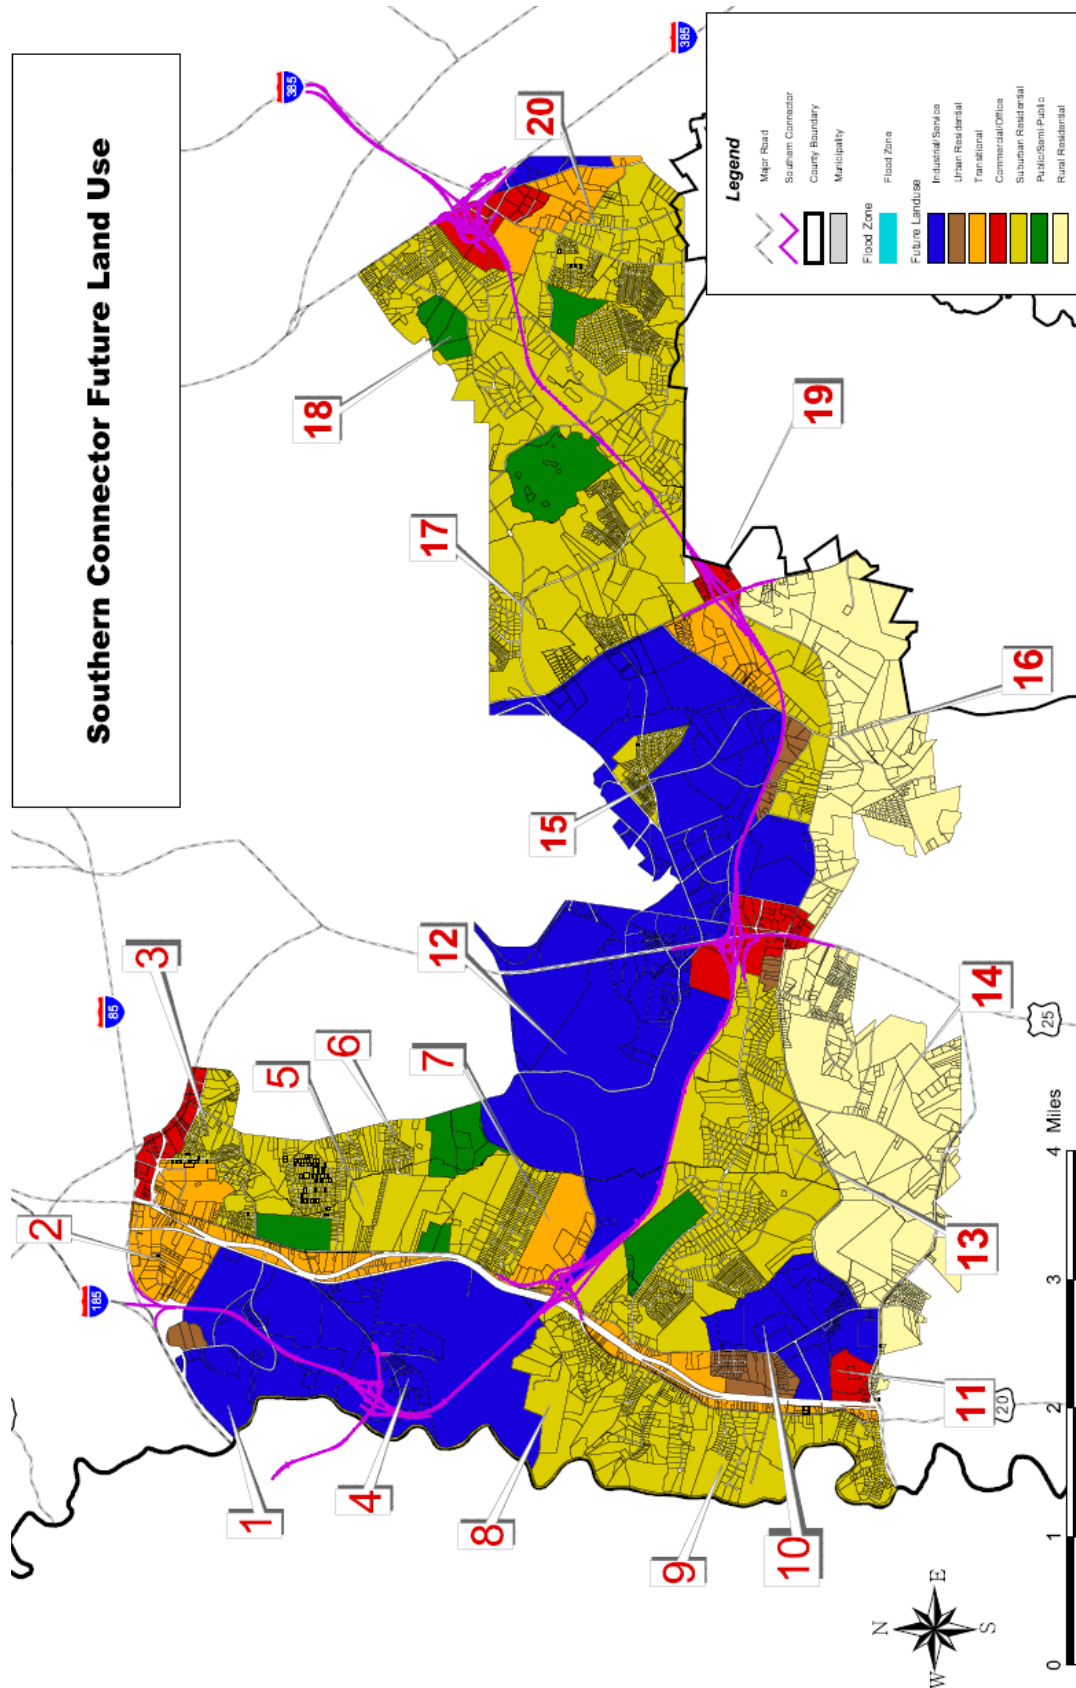 Southern Connector Future Land Use
385
385
85
185
1
2
3
4
5
6
7
8
9
10
11
12
13
14
15
16
17
18
19
20
25
20
N
W E
S
0 1 2 3 4 Miles
Legend
Major Road
Southern Connector
County Boundary
Municipality
Flood Zone
Flood Zone
Future Landuse
Industrial/Service
Urban Residential
Transitional
Commercial/Office
Suburban Residential
Public/Semi-Public
Rural Residential